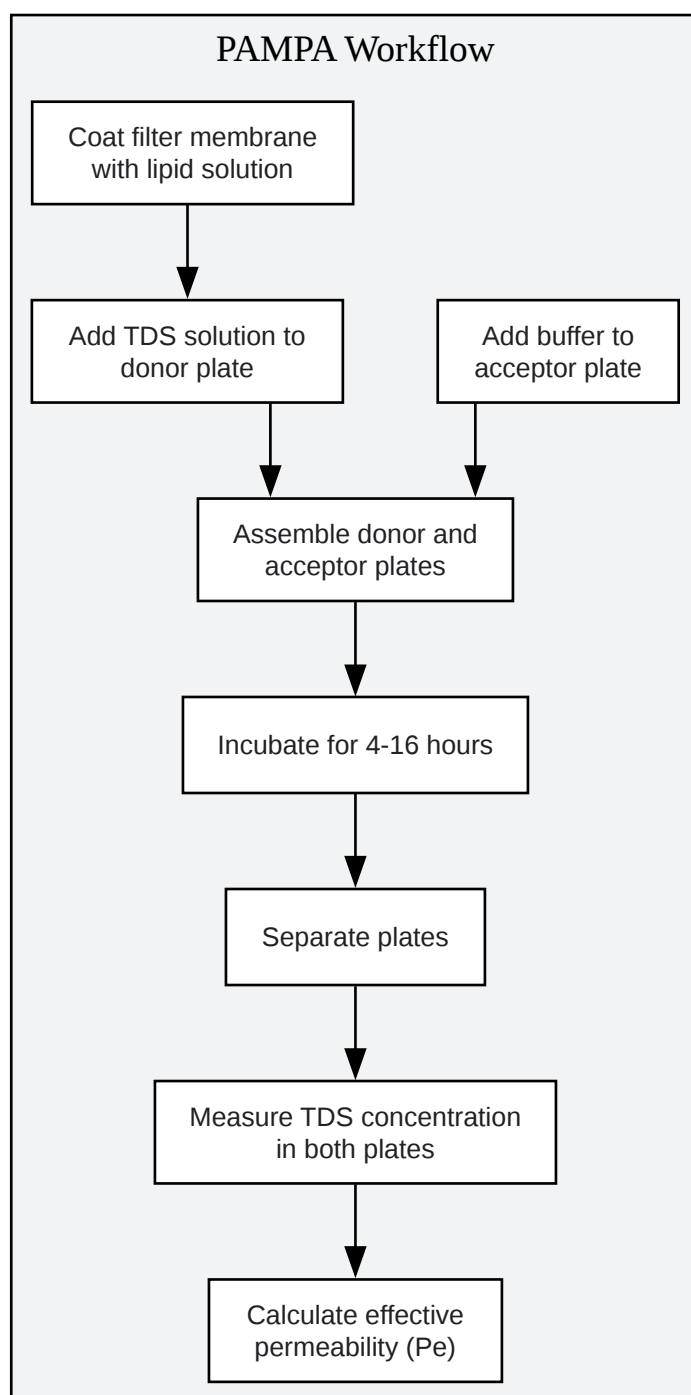 PAMPA Workflow
Coat filter membrane
with lipid solution
Add TDS solution to
donor plate
Add buffer to
acceptor plate
Assemble donor and
acceptor plates
Incubate for 4-16 hours
Separate plates
Measure TDS concentration
in both plates
Calculate effective
permeability (Pe)